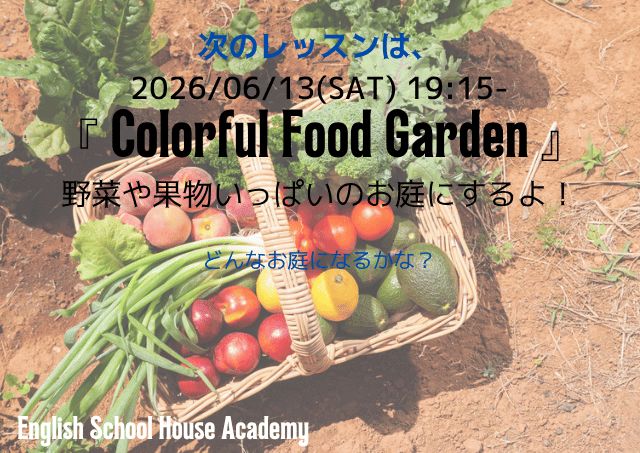 次のレッスンは、
2026/06/13(SAT) 19:15-
『 Colorful Food Garden 』
野菜や果物いっぱいのお庭にするよ！
どんなお庭になるかな？
English School House Academy